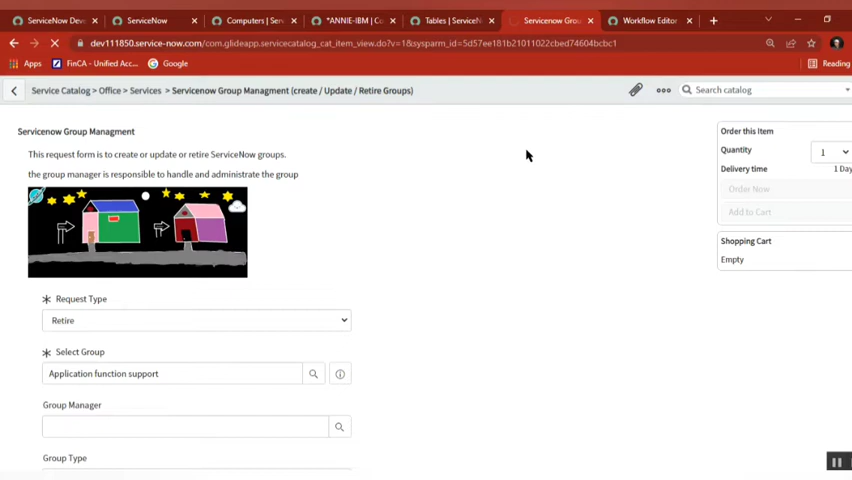 ServiceNow Deve
ServiceNow
Computers | Ser
*ANNIE-IBM | Co
Tables | ServiceN
Servicenow Grou
Workflow Editor
dev111850.service-now.com/com.glideapp.servicecatalog_cat_item_view.do?v=1&sysparm_id=5d57ee181b21011022cbed74604bcbc1
Apps
FinCA - Unified Acc...
Google
Reading
Service Catalog > Office > Services > Servicenow Group Managment (create / Update / Retire Groups)
Search catalog
Servicenow Group Managment
This request form is to create or update or retire ServiceNow groups.
the group manager is responsible to handle and administrate the group
Request Type
Retire
Select Group
Application function support
Group Manager
Group Type
Order this Item
Quantity
1
Delivery time
1 Day
Order Now
Add to Cart
Shopping Cart
Empty